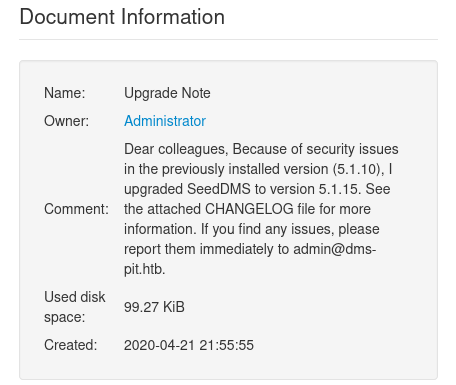 Document Information
Name: Upgrade Note
Owner: Administrator
Comment: Dear colleagues, Because of security issues
in the previously installed version (5.1.10), I
upgraded SeedDMS to version 5.1.15. See
the attached CHANGELOG file for more
information. If you find any issues, please
report them immediately to admin@dms-
pit.htb.
Used disk
space: 99.27 KiB
Created: 2020-04-21 21:55:55